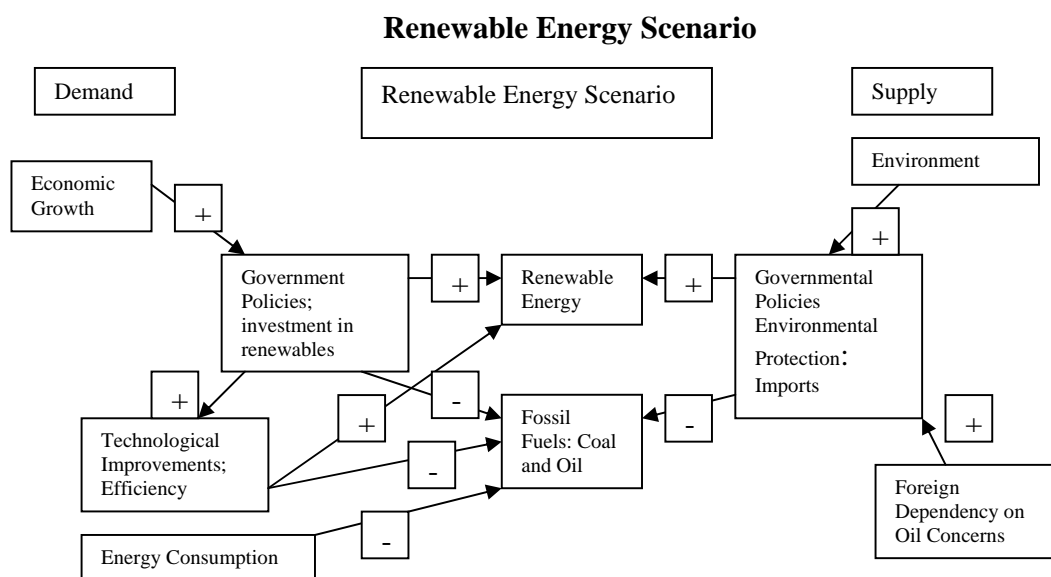 Renewable Energy Scenario
Demand
Renewable Energy Scenario
Supply
Environment
Economic
Growth
+
+
Government
Policies;
investment in
renewables
+
Renewable
Energy
+
Governmental
Policies
Environmental
Protection:
Imports
+
+
-
Fossil
Fuels: Coal
and Oil
-
+
Technological
Improvements;
Efficiency
-
Foreign
Dependency on
Oil Concerns
-
Energy Consumption